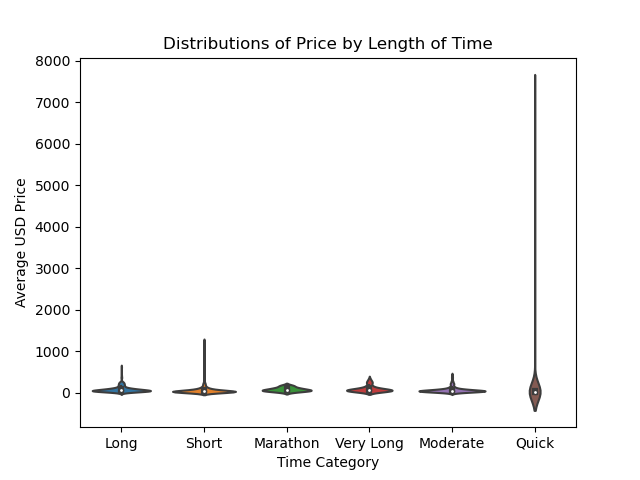 Distributions of Price by Length of Time
Average USD Price
8000
7000
6000
5000
4000
3000
2000
1000
0
Long Short Marathon Very Long Moderate Quick
Time Category